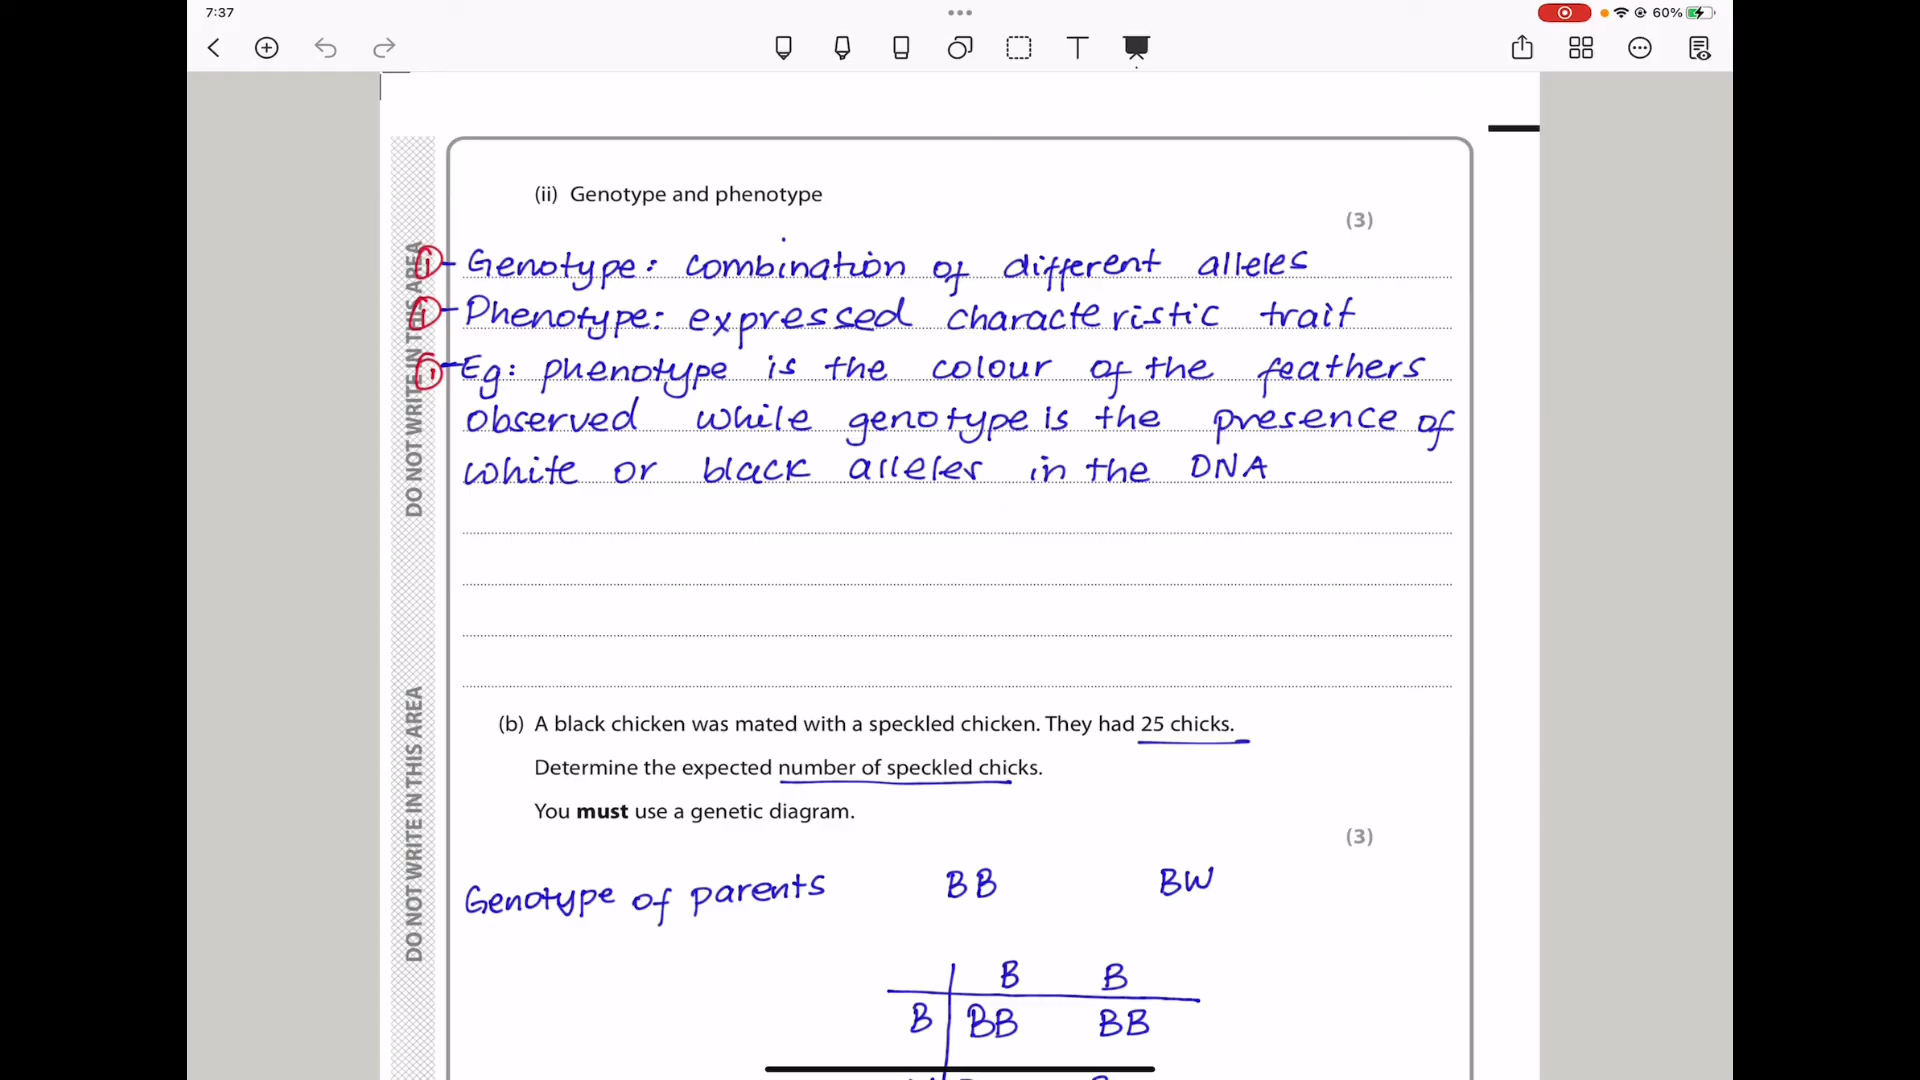 7:37
60%
(ii) Genotype and phenotype
(3)
① - Genotype: combination of different alleles
① - Phenotype: expressed characteristic trait
① - Eg: phenotype is the colour of the feathers
observed while genotype is the presence of
white or black alleles in the DNA
DO NOT WRITE IN THIS AREA
(b) A black chicken was mated with a speckled chicken. They had 25 chicks.
Determine the expected number of speckled chicks.
You must use a genetic diagram.
(3)
DO NOT WRITE IN THIS AREA
Genotype of parents BB BW
B B
B BB BB